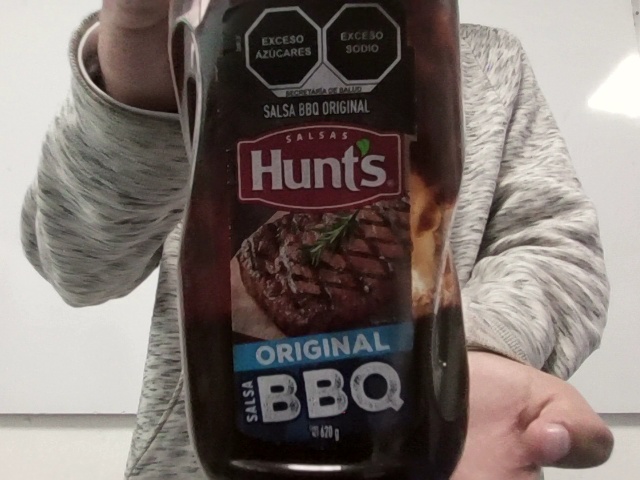 EXCESO
AZÚCARES
EXCESO
SODIO
SECRETARÍA DE SALUD
SALSA BBQ ORIGINAL
SALSAS
Hunt's
ORIGINAL
SALSA
BBQ
620 g